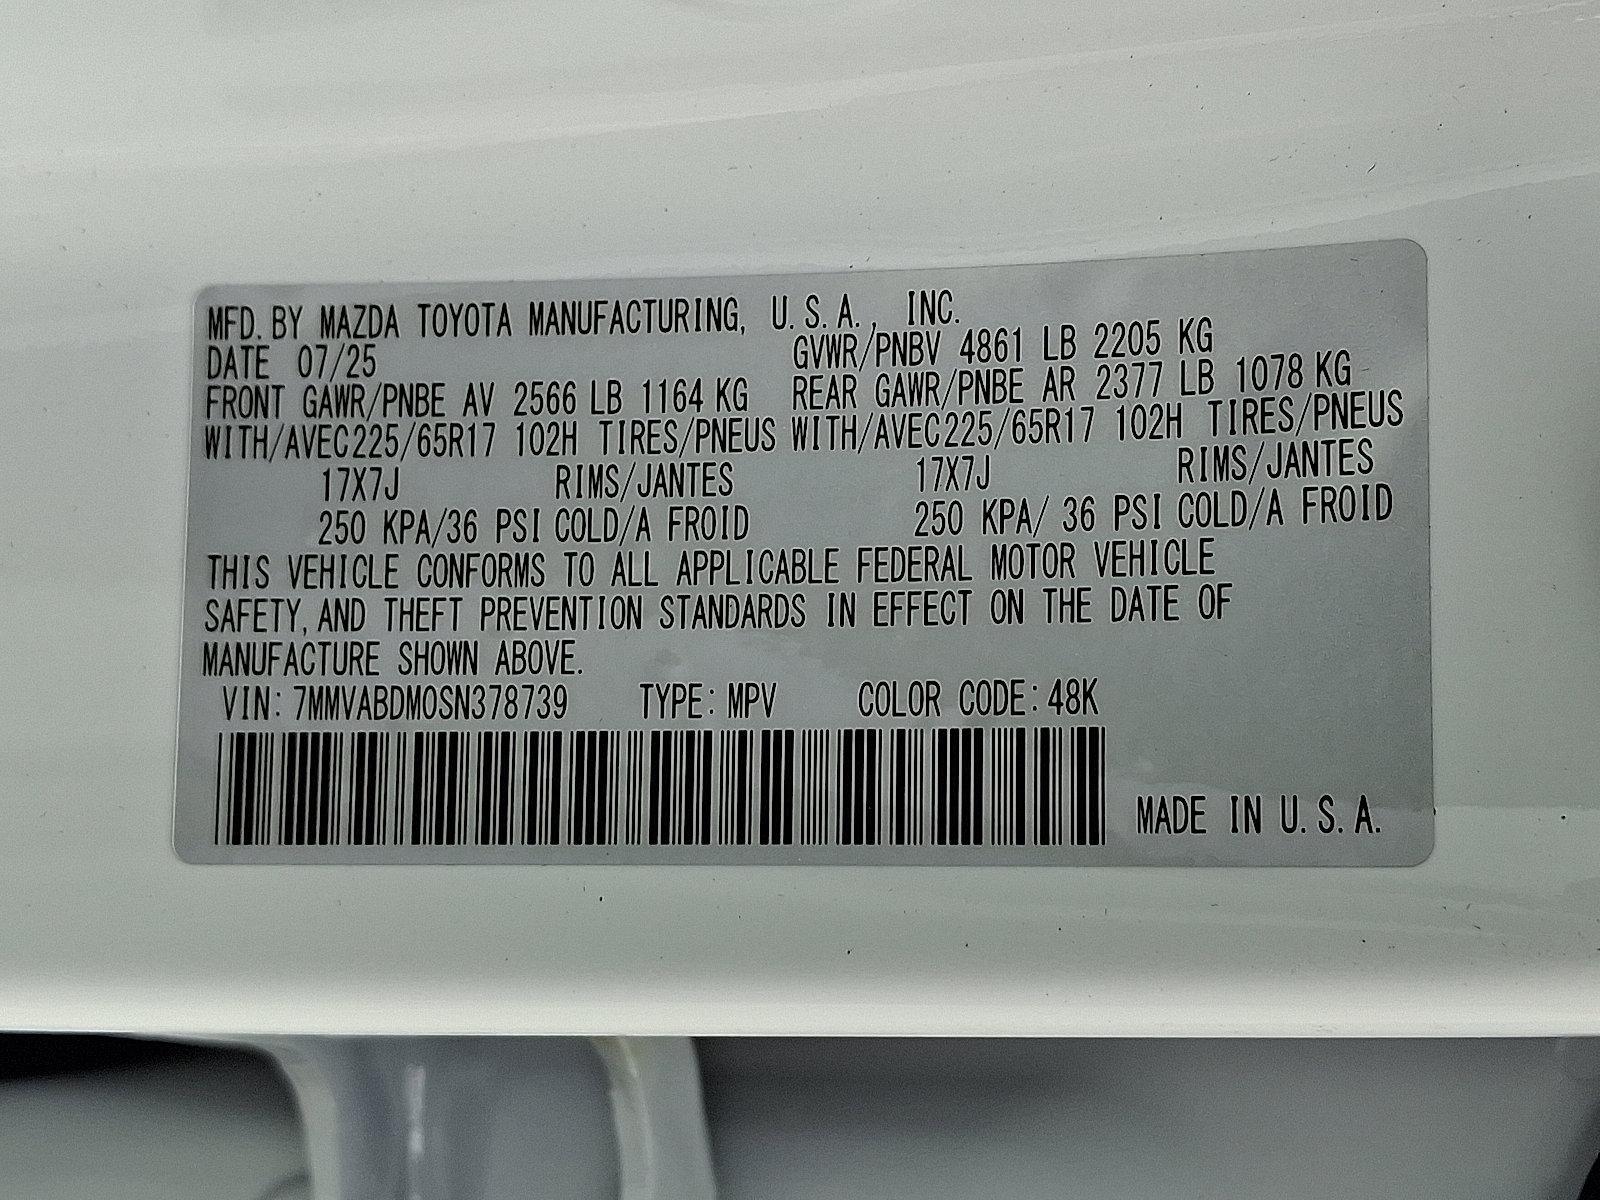 MFD. BY MAZDA TOYOTA MANUFACTURING, U.S.A., INC.
DATE 07/25 GVWR/PNBV 4861 LB 2205 KG
FRONT GAWR/PNBE AV 2566 LB 1164 KG REAR GAWR/PNBE AR 2377 LB 1078 KG
WITH/AVEC225/65R17 102H TIRES/PNEUS WITH/AVEC225/65R17 102H TIRES/PNEUS
17X7J RIMS/JANTES 17X7J RIMS/JANTES
250 KPA/36 PSI COLD/A FROID 250 KPA/ 36 PSI COLD/A FROID
THIS VEHICLE CONFORMS TO ALL APPLICABLE FEDERAL MOTOR VEHICLE
SAFETY, AND THEFT PREVENTION STANDARDS IN EFFECT ON THE DATE OF
MANUFACTURE SHOWN ABOVE.
VIN: 7MMVABDM0SN378739 TYPE: MPV COLOR CODE: 48K
MADE IN U.S.A.